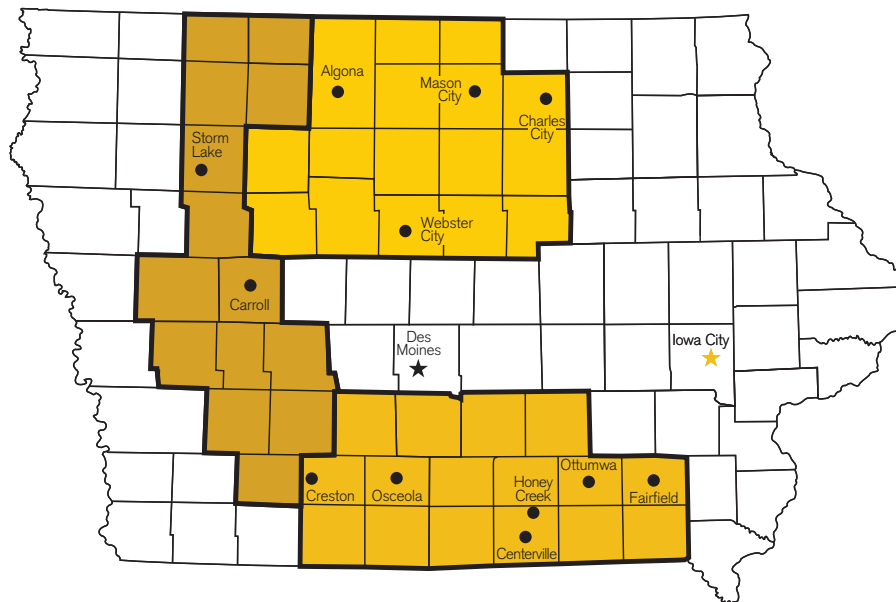 Algona
Mason
City
Charles
City
Storm
Lake
Webster
City
Carroll
Des
Moines
Iowa City
Creston
Osceola
Honey
Creek
Ottumwa
Fairfield
Centerville